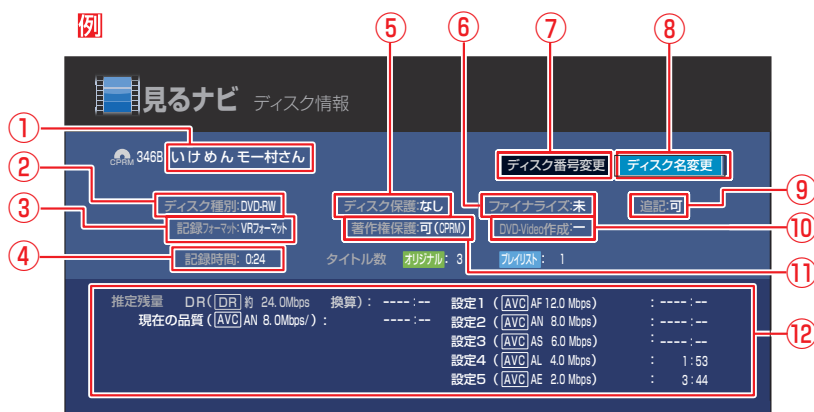 例
⑤ ⑥ ⑦ ⑧
見るナビ ディスク情報
①
CPRM 346B いけめんモー村さん ディスク番号変更 ディスク名変更
② ディスク種別:DVD-RW ディスク保護:なし ファイナライズ:未 追記:可 ⑨
③ 記録フォーマット:VRフォーマット 著作権保護:可(CPRM) DVD-Video作成:ー ⑩
④ 記録時間: 0:24 タイトル数 オリジナル: 3 プレイリスト: 1 ⑪
推定残量 DR(DR 約 24.0Mbps 換算): ----:-- 設定1 (AVC AF 12.0 Mbps) : ----:--
現在の品質(AVC AN 8.0Mbps/): ----:-- 設定2 (AVC AN 8.0 Mbps) : ----:--
設定3 (AVC AS 6.0 Mbps) : ----:-- ⑫
設定4 (AVC AL 4.0 Mbps) : 1:53
設定5 (AVC AE 2.0 Mbps) : 3:44